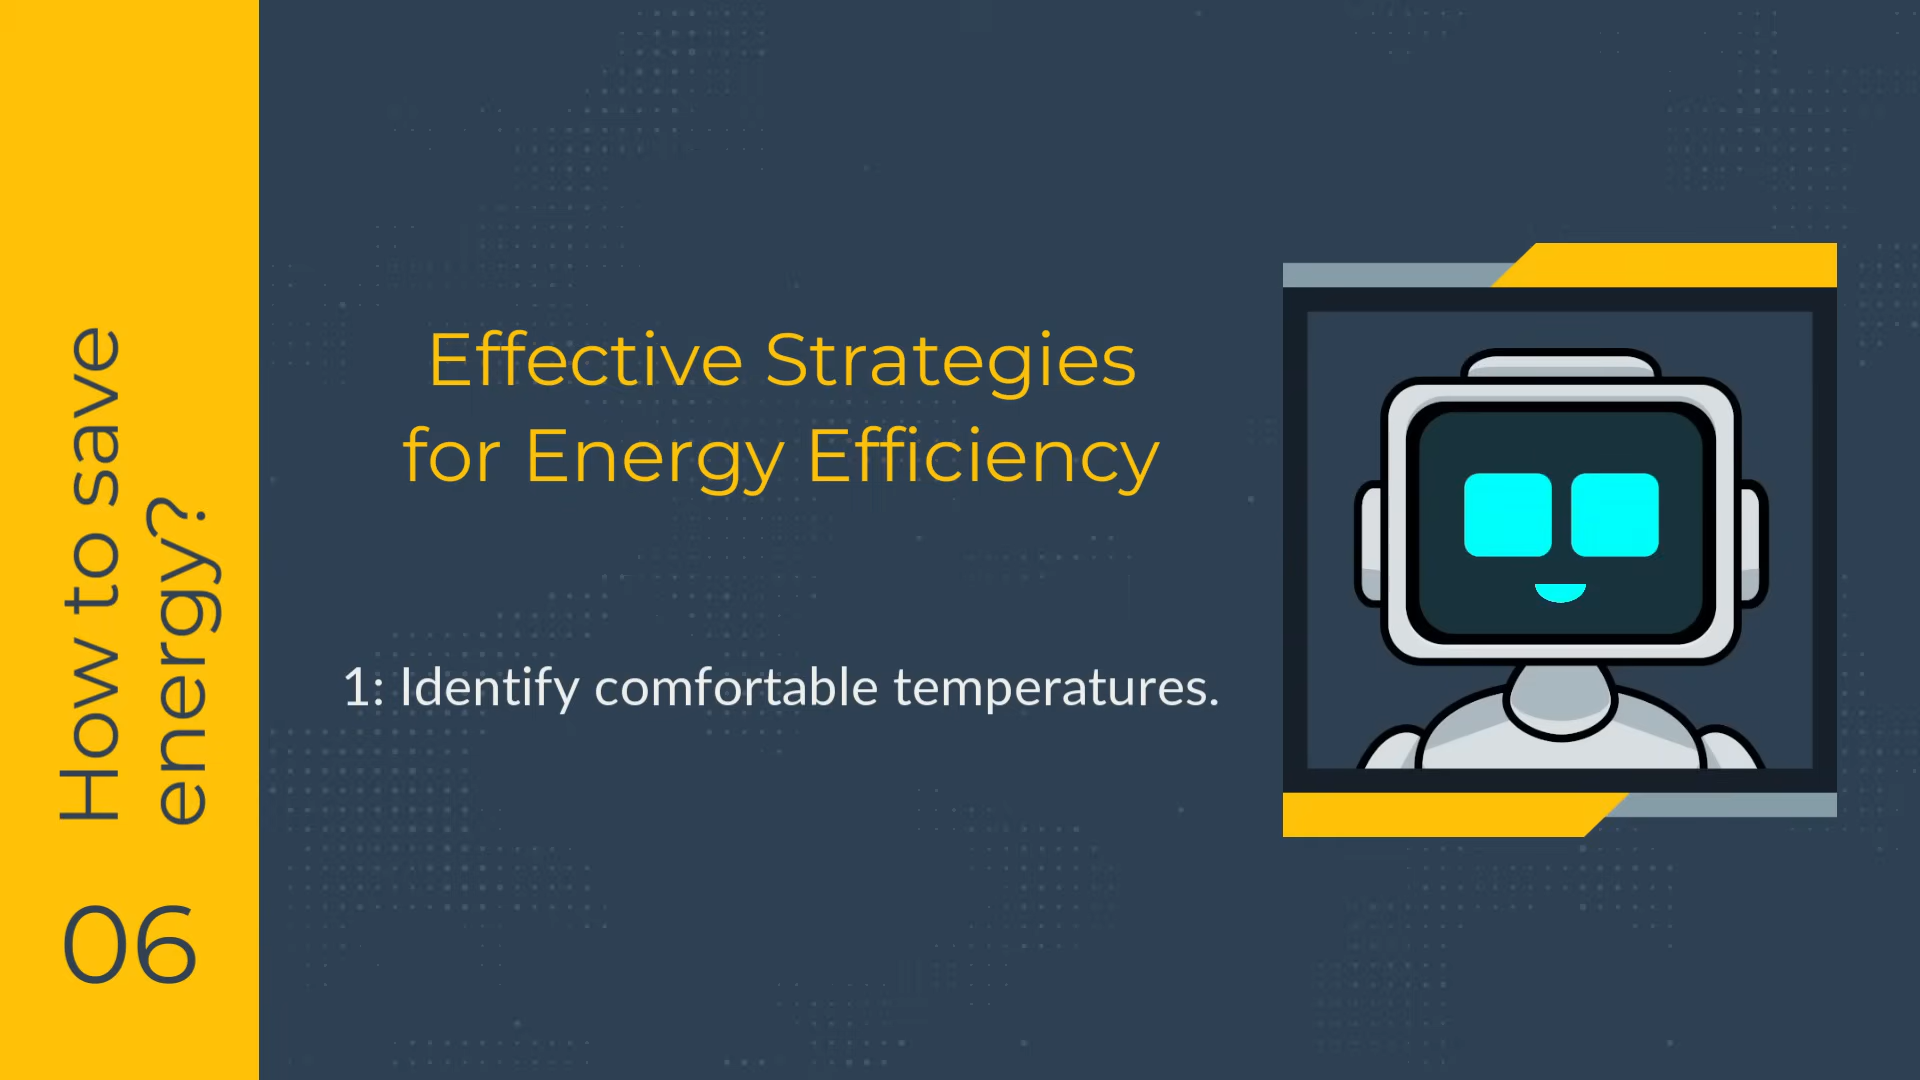 How to save
energy?
06
Effective Strategies
for Energy Efficiency
1: Identify comfortable temperatures.